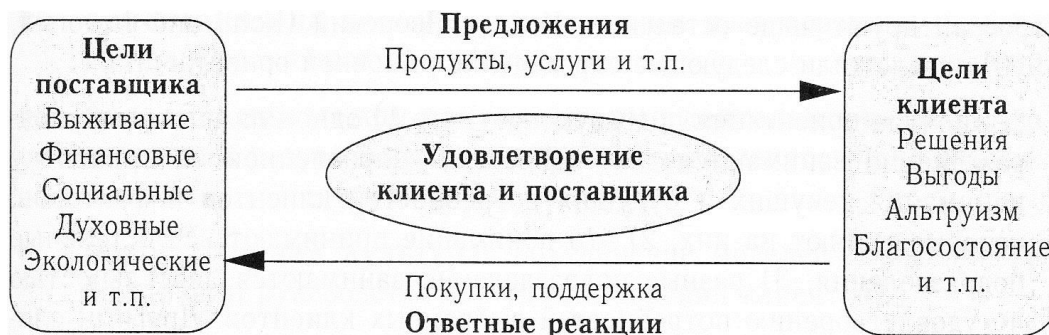 Цели
поставщика
Выживание
Финансовые
Социальные
Духовные
Экологические
и т.п.
Предложения
Продукты, услуги и т.п.
Удовлетворение
клиента и поставщика
Покупки, поддержка
Ответные реакции
Цели
клиента
Решения
Выгоды
Альтруизм
Благосостояние
и т.п.